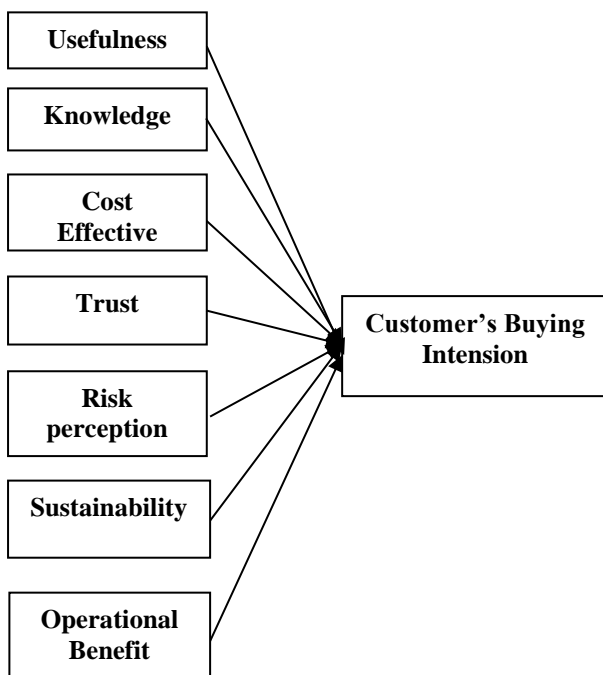 Usefulness
Knowledge
Cost
Effective
Trust
Risk
perception
Sustainability
Operational
Benefit
Customer’s Buying
Intension